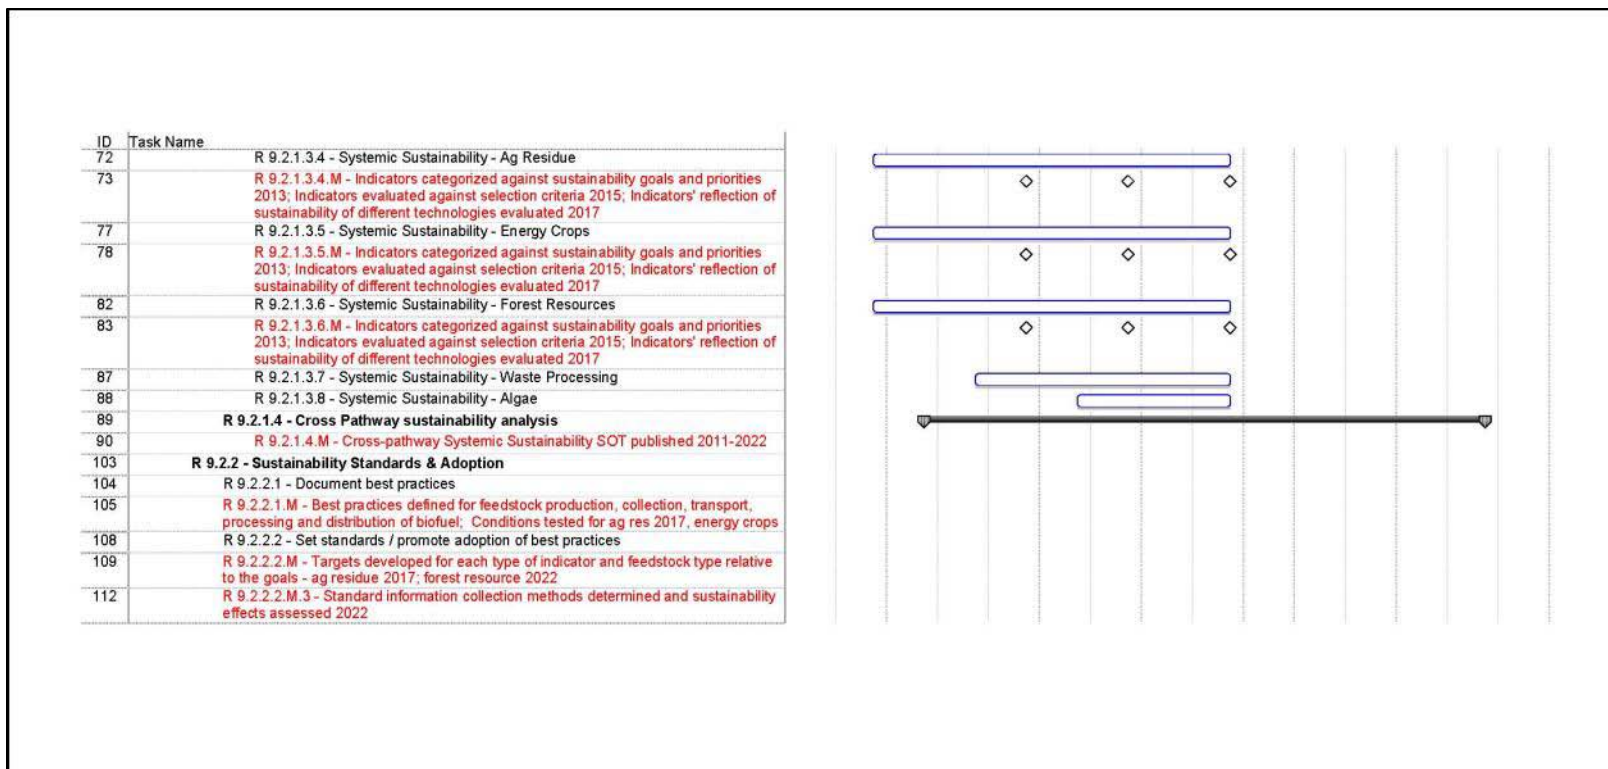 ID Task Name
72 R 9.2.1.3.4 - Systemic Sustainability - Ag Residue
73 R 9.2.1.3.4.M - Indicators categorized against sustainability goals and priorities
2013; Indicators evaluated against selection criteria 2015; Indicators' reflection of
sustainability of different technologies evaluated 2017
77 R 9.2.1.3.5 - Systemic Sustainability - Energy Crops
78 R 9.2.1.3.5.M - Indicators categorized against sustainability goals and priorities
2013; Indicators evaluated against selection criteria 2015; Indicators' reflection of
sustainability of different technologies evaluated 2017
82 R 9.2.1.3.6 - Systemic Sustainability - Forest Resources
83 R 9.2.1.3.6.M - Indicators categorized against sustainability goals and priorities
2013; Indicators evaluated against selection criteria 2015; Indicators' reflection of
sustainability of different technologies evaluated 2017
87 R 9.2.1.3.7 - Systemic Sustainability - Waste Processing
88 R 9.2.1.3.8 - Systemic Sustainability - Algae
89 R 9.2.1.4 - Cross Pathway sustainability analysis
90 R 9.2.1.4.M - Cross-pathway Systemic Sustainability SOT published 2011-2022
103 R 9.2.2 - Sustainability Standards & Adoption
104 R 9.2.2.1 - Document best practices
105 R 9.2.2.1.M - Best practices defined for feedstock production, collection, transport,
processing and distribution of biofuel; Conditions tested for ag res 2017, energy crops
108 R 9.2.2.2 - Set standards / promote adoption of best practices
109 R 9.2.2.2.M - Targets developed for each type of indicator and feedstock type relative
to the goals - ag residue 2017; forest resource 2022
112 R 9.2.2.2.M.3 - Standard information collection methods determined and sustainability
effects assessed 2022